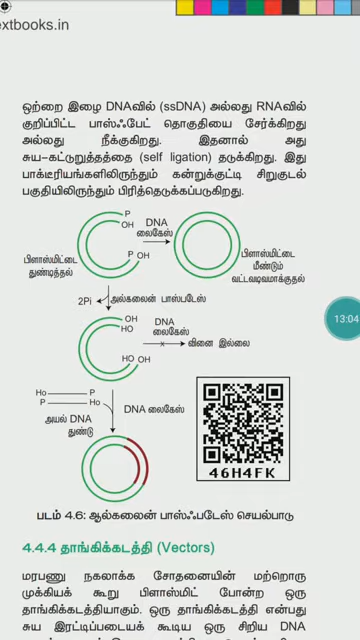 extbooks.in
ஒற்றை இழை DNAவில் (ssDNA) அல்லது RNAவில்
குறிப்பிட்ட பாஸ்ஃபேட் தொகுதியை சேர்க்கிறது
அல்லது நீக்குகிறது. இதனால் அது
சுய-கட்டுறுத்தத்தை (self ligation) தடுக்கிறது. இது
பாக்டீரியங்களிலிருந்தும் கன்றுக்குட்டி சிறுகுடல்
பகுதியிலிருந்தும் பிரித்தெடுக்கப்படுகிறது.
P
OH
DNA
லைகேஸ்
P OH
பிளாஸ்மிட்டை
துண்டித்தல்
பிளாஸ்மிட்டை
மீண்டும்
வட்டவடிவமாக்குதல்
2Pi
அல்கலைன் பாஸ்படேஸ்
OH
HO
DNA
லைகேஸ்
வினை இல்லை
HO OH
13:04
Ho P
P Ho
DNA லைகேஸ்
அயல் DNA
துண்டு
46H4FK
படம் 4.6: ஆல்கலைன் பாஸ்ஃபடேஸ் செயல்பாடு
4.4.4 தாங்கிக்கடத்தி (Vectors)
மரபணு நகலாக்க சோதனையின் மற்றொரு
முக்கியக் கூறு பிளாஸ்மிட் போன்ற ஒரு
தாங்கிக்கடத்தியாகும். ஒரு தாங்கிக்கடத்தி என்பது
சுய இரட்டிப்படையக் கூடிய ஒரு சிறிய DNA